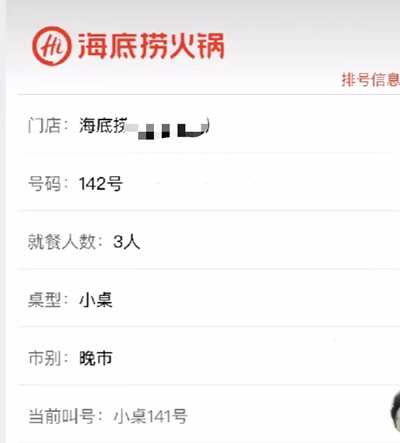 Hi 海底捞火锅
排号信息
门店：海底捞
号码：142号
就餐人数：3人
桌型：小桌
市别：晚市
当前叫号：小桌141号